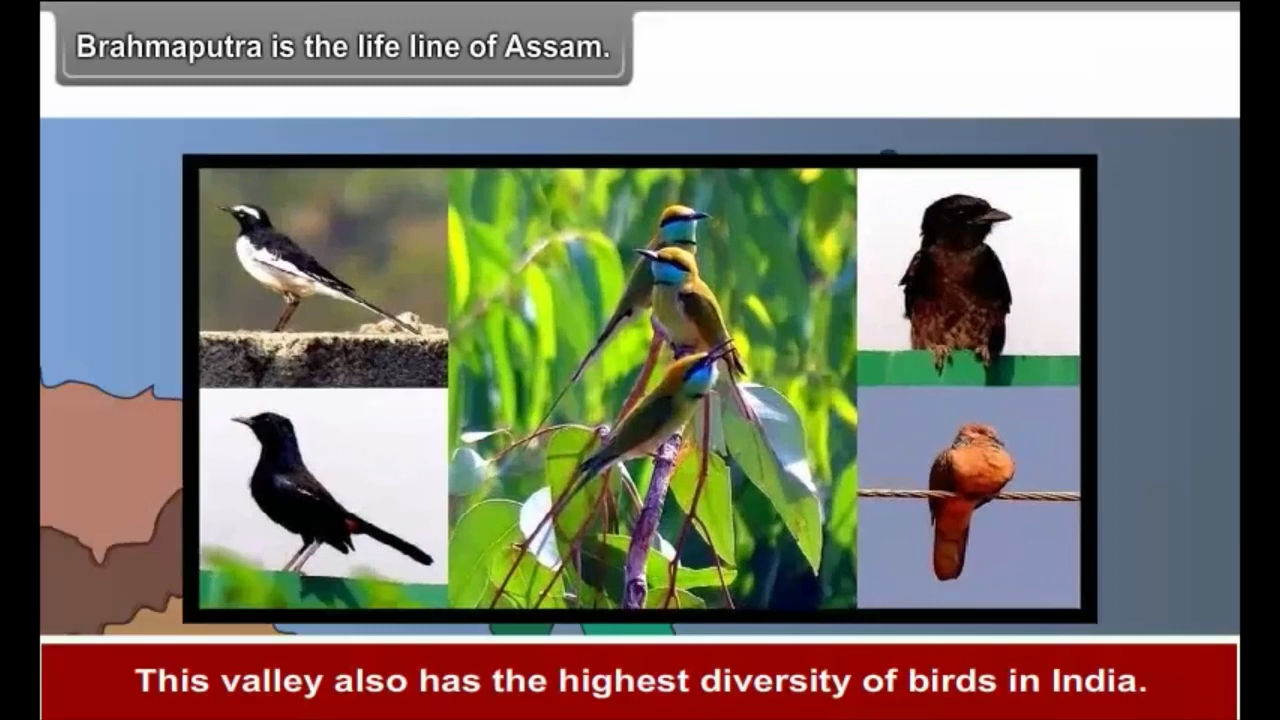 Brahmaputra is the life line of Assam.
This valley also has the highest diversity of birds in India.